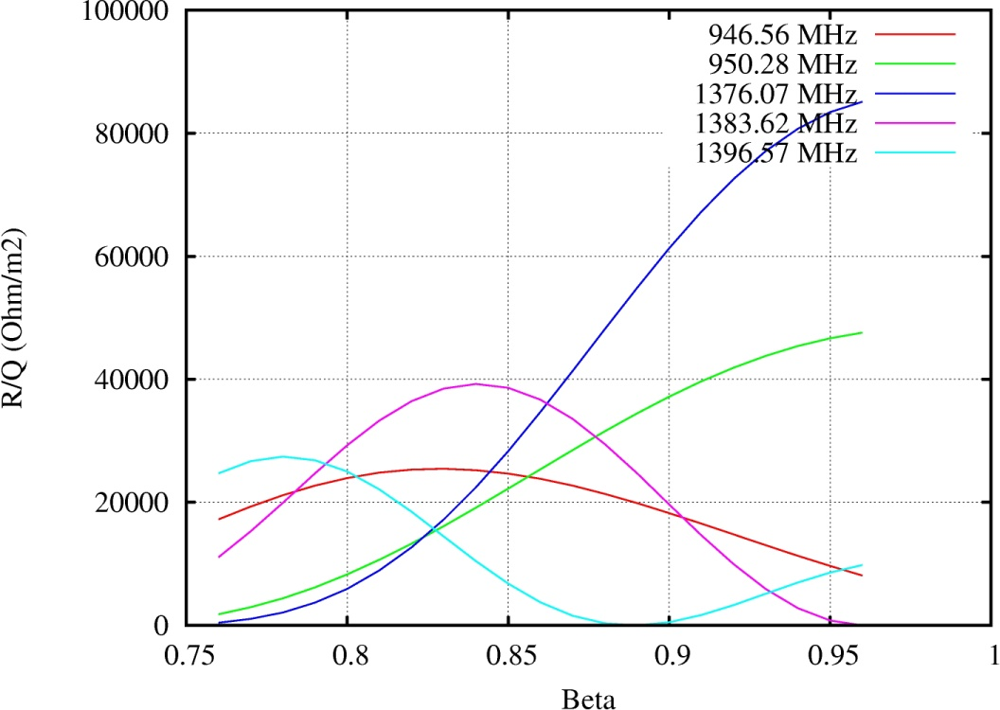 100000
80000
60000
40000
20000
0
R/Q (Ohm/m2)
946.56 MHz
950.28 MHz
1376.07 MHz
1383.62 MHz
1396.57 MHz
0.75 0.8 0.85 0.9 0.95 1
Beta